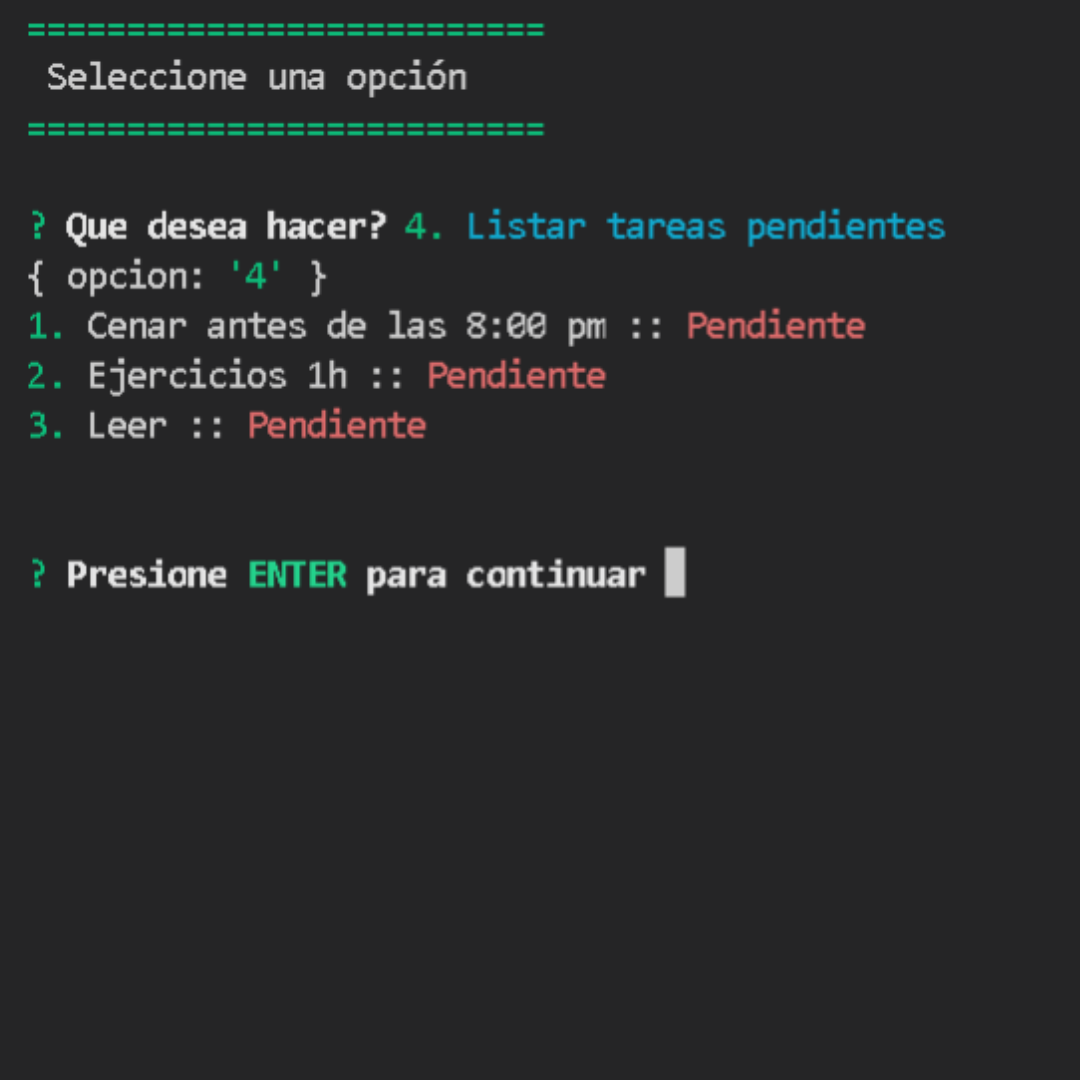 ==========================
Seleccione una opción
==========================
? Que desea hacer? 4. Listar tareas pendientes
{ opcion: '4' }
1. Cenar antes de las 8:00 pm :: Pendiente
2. Ejercicios 1h :: Pendiente
3. Leer :: Pendiente
? Presione ENTER para continuar